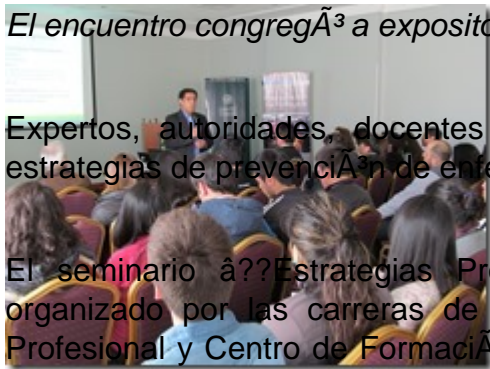 El encuentro congregÃ³ a exposito
Expertos, autoridades, docentes
estrategias de prevenciÃ³n de enfe
El seminario â??Estrategias Pr
organizado por las carreras de
Profesional y Centro de FormaciÃ